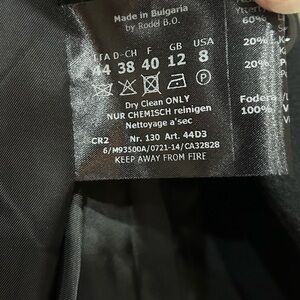 Made in Bulgaria
by Rodel B.O.
ITA D-CH F GB USA
44 38 40 12 8
Dry Clean ONLY
NUR CHEMISCH reinigen
Nettoyage a'sec
CR2 Nr. 130 Art. 44D3
6/M93500A/0721-14/CA32828
KEEP AWAY FROM FIRE
60%
20%
20%
Fodera
100%